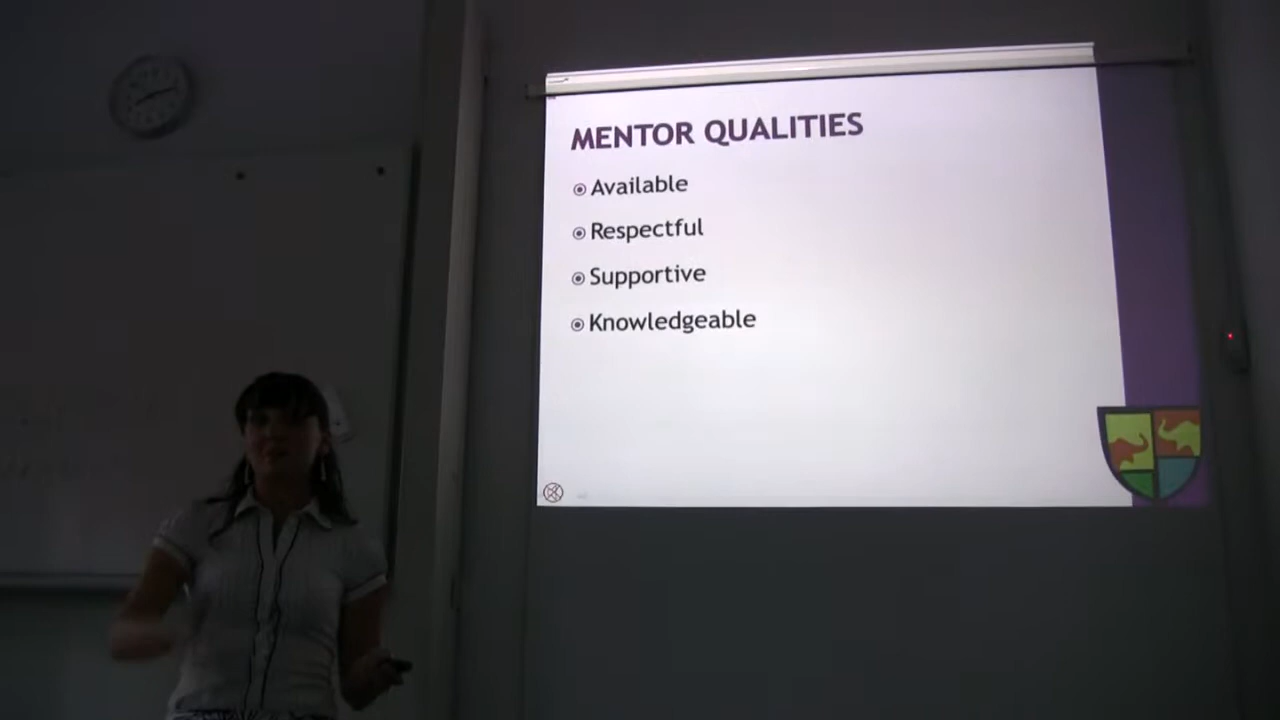 MENTOR QUALITIES
Available
Respectful
Supportive
Knowledgeable